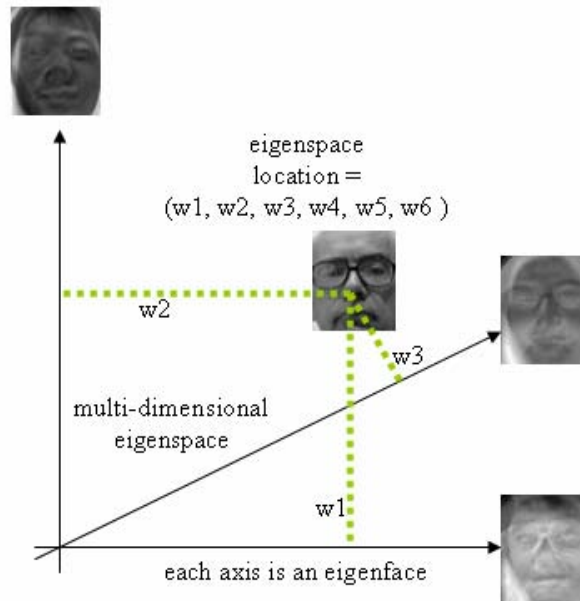 eigenspace
location =
(w1, w2, w3, w4, w5, w6 )
w2
w3
multi-dimensional
eigenspace
w1
each axis is an eigenface